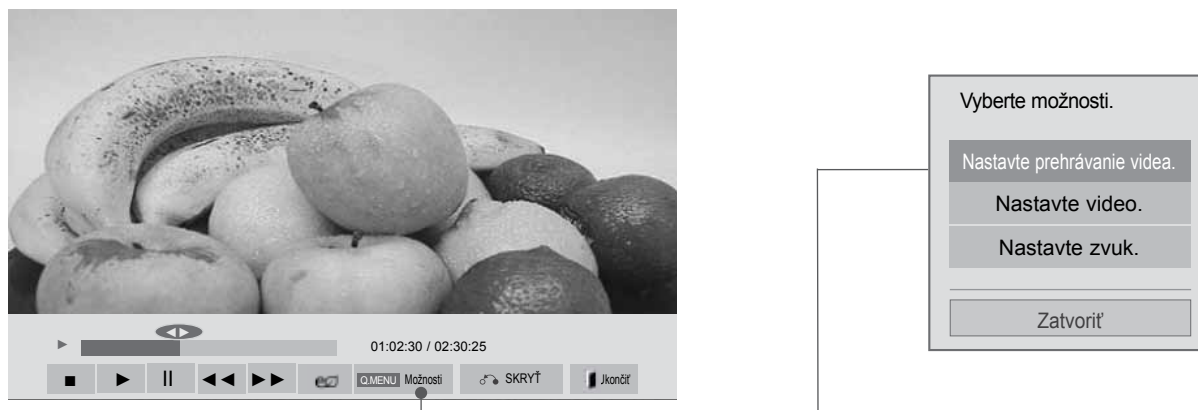 01:02:30 / 02:30:25
Q.MENU Možnosti SKRYŤ Jkončiť
Vyberte možnosti.
Nastavte prehrávanie videa.
Nastavte video.
Nastavte zvuk.
Zatvoriť